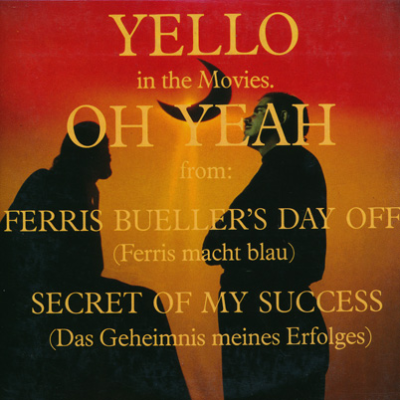 YELLO
in the Movies.
OH YEAH
from:
FERRIS BUELLER'S DAY OFF
(Ferris macht blau)
SECRET OF MY SUCCESS
(Das Geheimnis meines Erfolges)